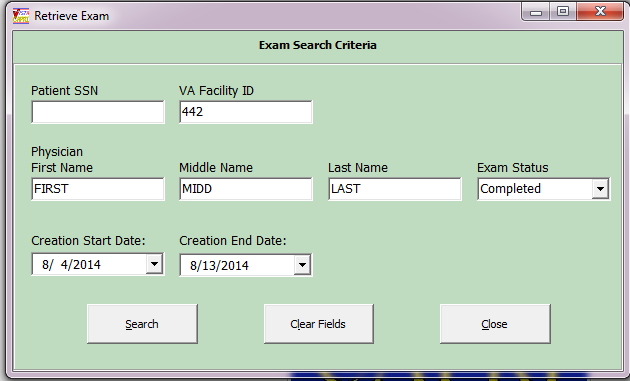 Retrieve Exam
Exam Search Criteria
Patient SSN VA Facility ID
442
Physician
First Name Middle Name Last Name Exam Status
FIRST MIDD LAST Completed
Creation Start Date: Creation End Date:
8/ 4/2014 8/13/2014
Search Clear Fields Close